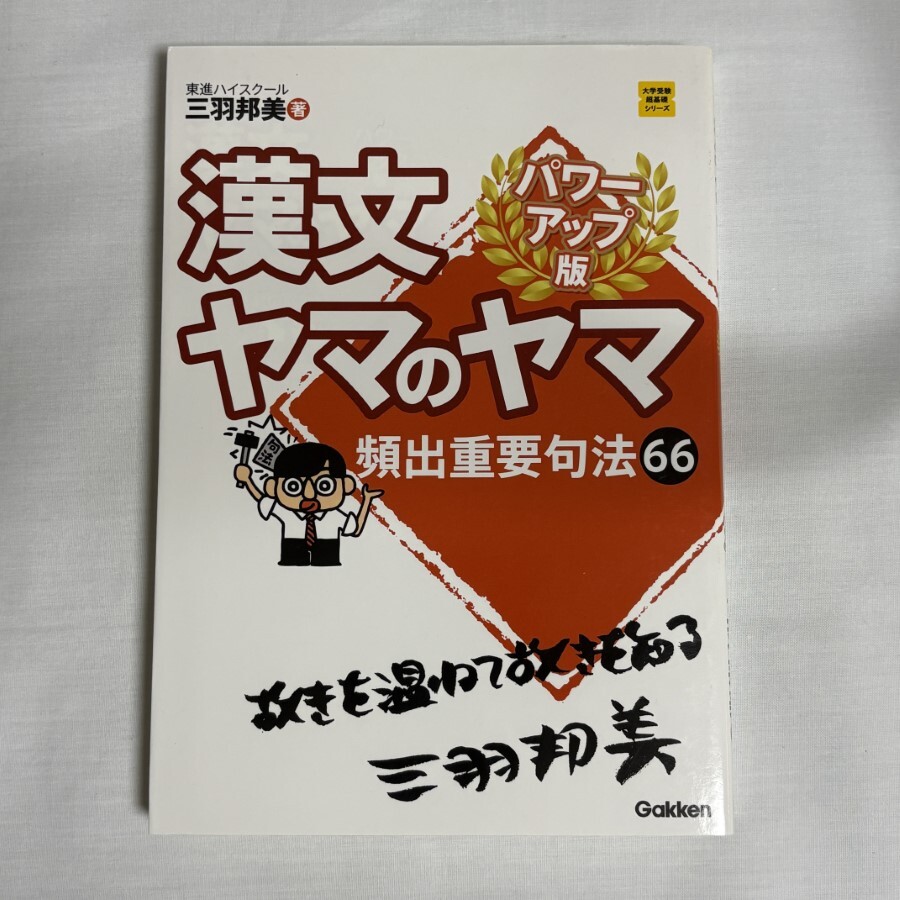 東進ハイスクール
三羽邦美 著
大学受験
超基礎
シリーズ
漢文
パワー
アップ
版
ヤマのヤマ
頻出重要句法66
句法
故きを温ねて故きを知る
三羽邦美
Gakken